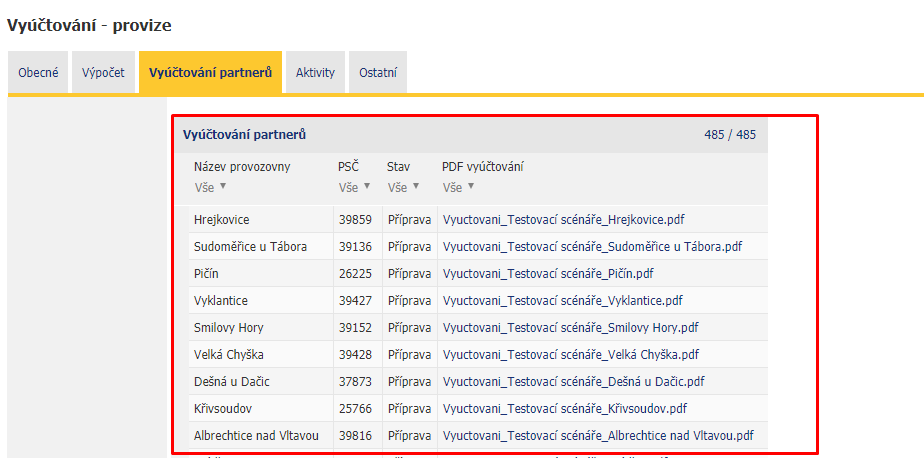 Vyúčtování - provize
Obecné Výpočet Vyúčtování partnerů Aktivity Ostatní
Vyúčtování partnerů 485 / 485
Název provozovny PSČ Stav PDF vyúčtování
Vše Vše Vše Vše
Hrejkovice 39859 Příprava Vyuctovani_Testovací scénáře_Hrejkovice.pdf
Sudoměřice u Tábora 39136 Příprava Vyuctovani_Testovací scénáře_Sudoměřice u Tábora.pdf
Pičín 26225 Příprava Vyuctovani_Testovací scénáře_Pičín.pdf
Vyklantice 39427 Příprava Vyuctovani_Testovací scénáře_Vyklantice.pdf
Smilovy Hory 39152 Příprava Vyuctovani_Testovací scénáře_Smilovy Hory.pdf
Velká Chyška 39428 Příprava Vyuctovani_Testovací scénáře_Velká Chyška.pdf
Dešná u Dačic 37873 Příprava Vyuctovani_Testovací scénáře_Dešná u Dačic.pdf
Křivsoudov 25766 Příprava Vyuctovani_Testovací scénáře_Křivsoudov.pdf
Albrechtice nad Vltavou 39816 Příprava Vyuctovani_Testovací scénáře_Albrechtice nad Vltavou.pdf